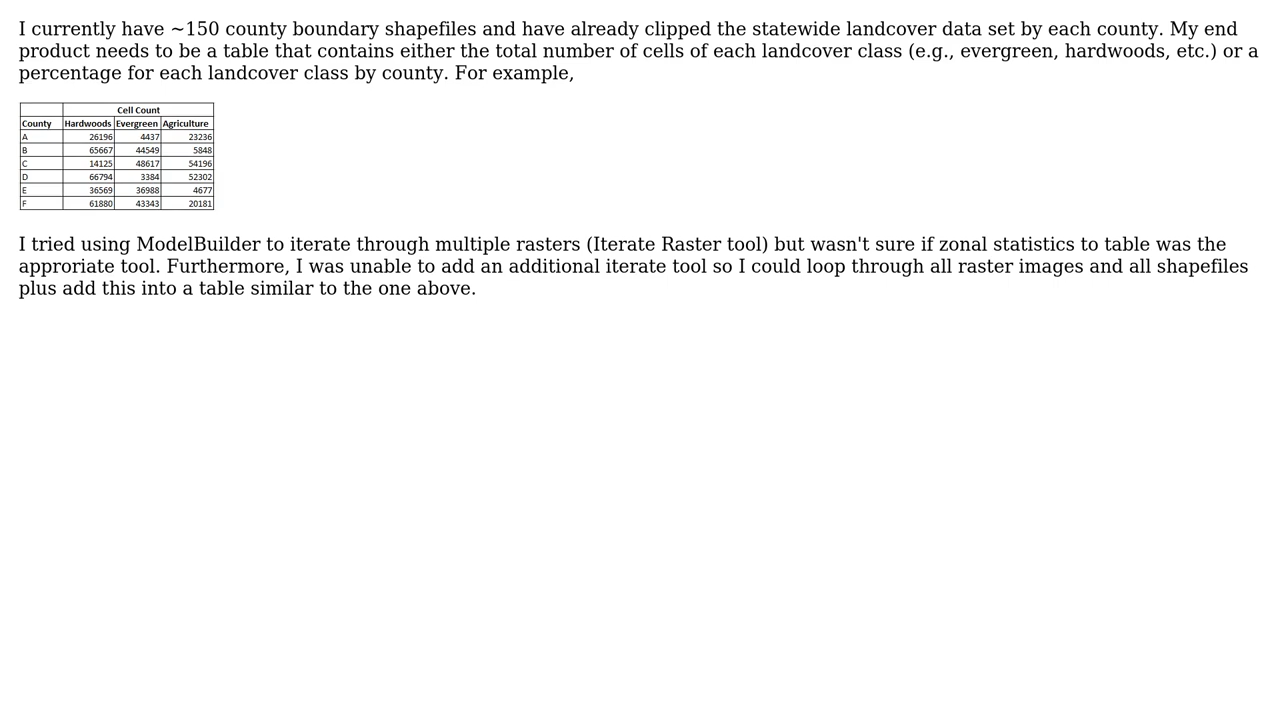 I currently have ~150 county boundary shapefiles and have already clipped the statewide landcover data set by each county. My end
product needs to be a table that contains either the total number of cells of each landcover class (e.g., evergreen, hardwoods, etc.) or a
percentage for each landcover class by county. For example,
Cell Count
County Hardwoods Evergreen Agriculture
A 26196 4437 23236
B 65667 44549 5848
C 14125 48617 54196
D 66794 3384 52302
E 36569 36988 4677
F 61880 43343 20181
I tried using ModelBuilder to iterate through multiple rasters (Iterate Raster tool) but wasn't sure if zonal statistics to table was the
approriate tool. Furthermore, I was unable to add an additional iterate tool so I could loop through all raster images and all shapefiles
plus add this into a table similar to the one above.